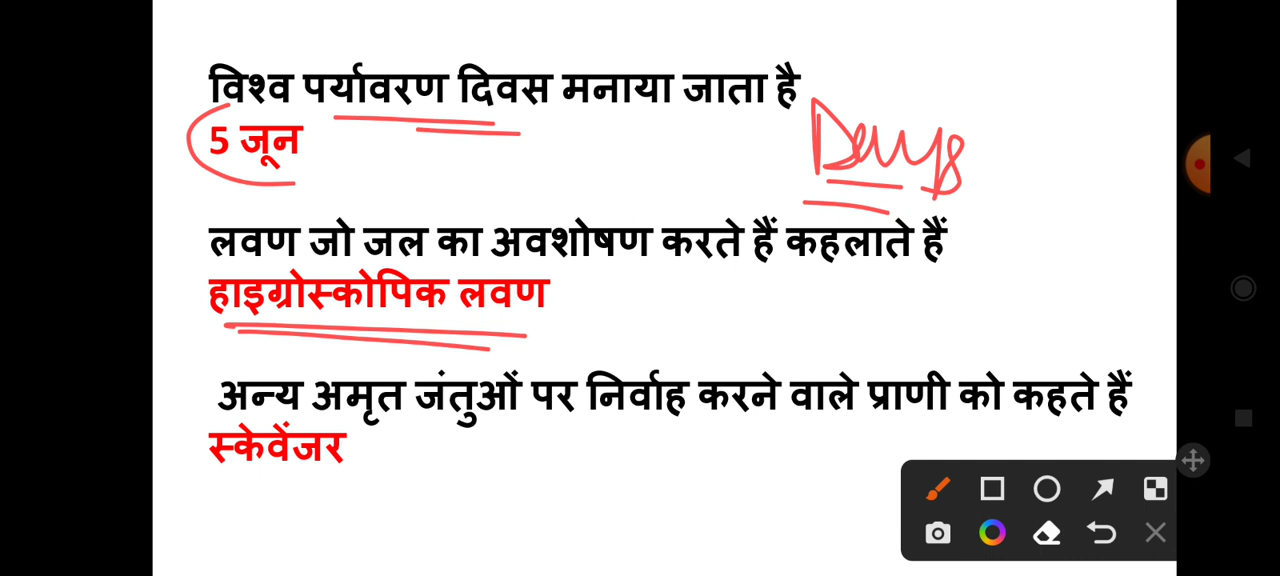 विश्व पर्यावरण दिवस मनाया जाता है
5 जून
Days
लवण जो जल का अवशोषण करते हैं कहलाते हैं
हाइग्रोस्कोपिक लवण
अन्य अमृत जंतुओं पर निर्वाह करने वाले प्राणी को कहते हैं
स्केवेंजर